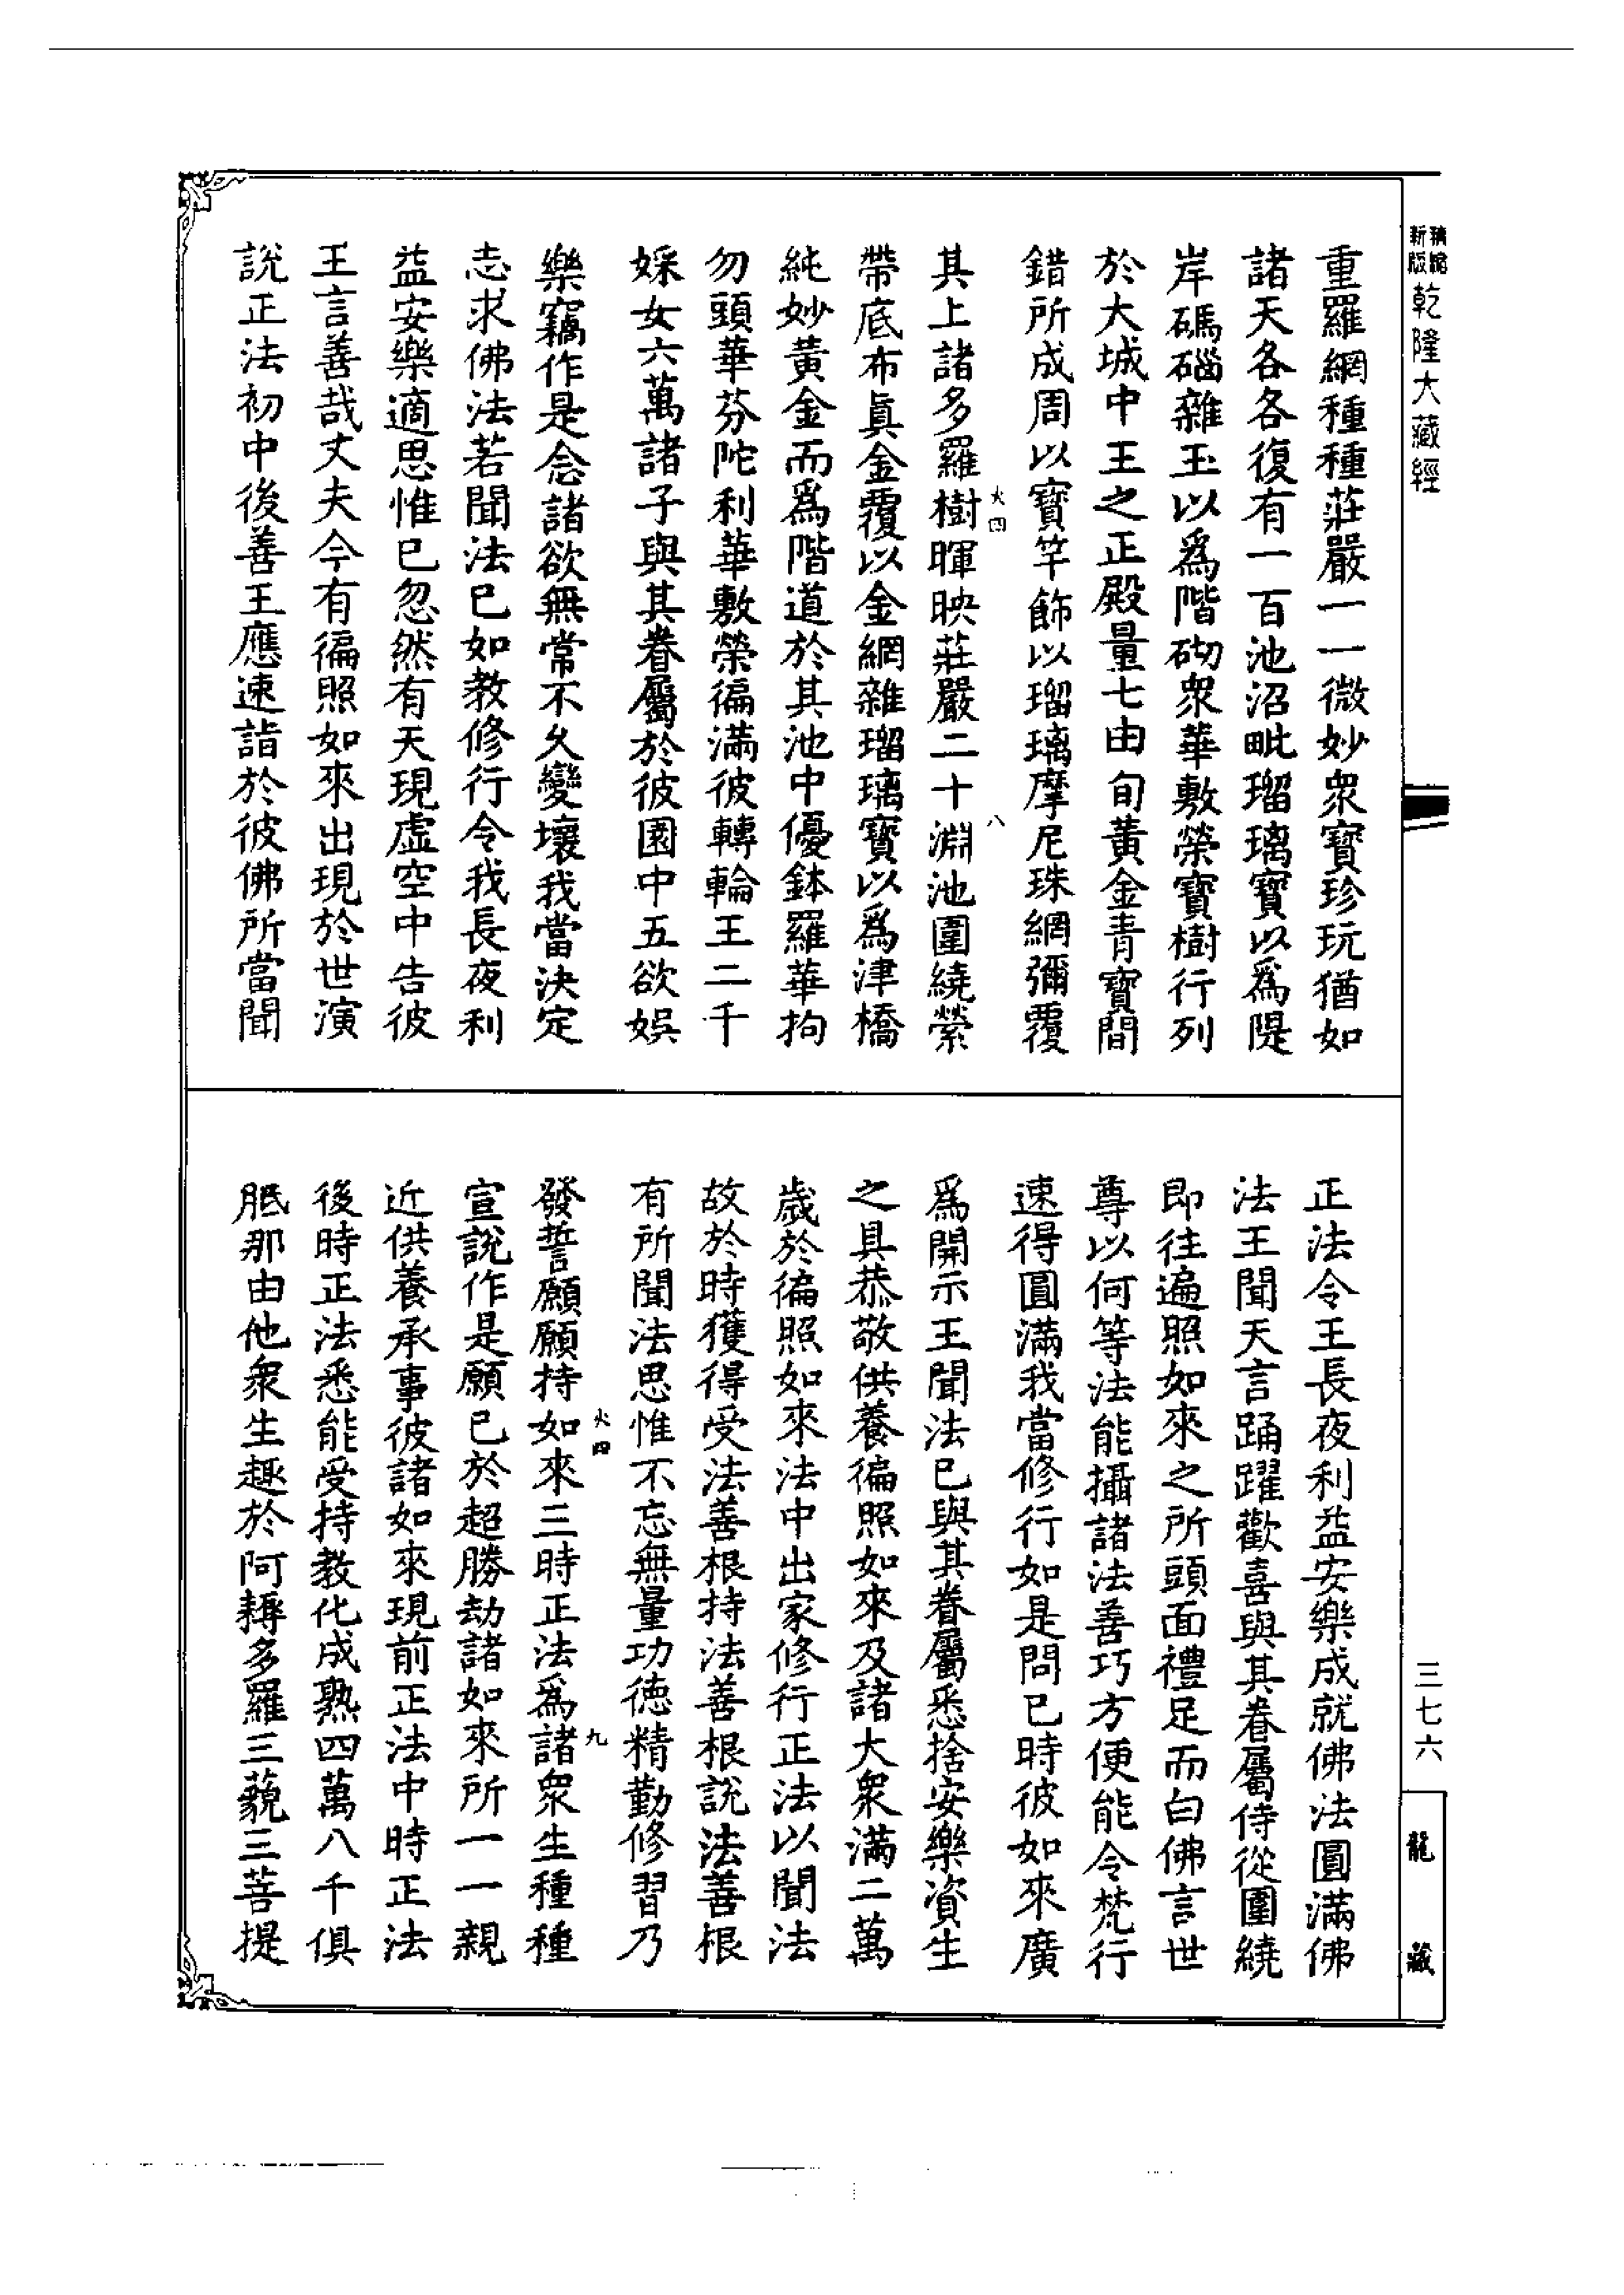 新版精縮乾隆大藏經
重羅網種種莊嚴一一微妙衆寶珍玩猶如
諸天各各復有一百池沼毗瑠璃寶以爲隄
岸碼碯雜玉以爲階砌衆華敷榮寶樹行列
於大城中王之正殿量七由旬黃金青寶間
錯所成周以寶竿飾以瑠璃摩尼珠網彌覆
火四
八
其上諸多羅樹暉映莊嚴二十淵池圍繞縈
帶底布眞金覆以金網雜瑠璃寶以爲津橋
純妙黃金而爲階道於其池中優鉢羅華拘
勿頭華芬陀利華敷榮徧滿彼轉輪王二千
婇女六萬諸子與其眷屬於彼園中五欲娛
樂竊作是念諸欲無常不久變壞我當決定
志求佛法若聞法已如教修行令我長夜利
益安樂適思惟已忽然有天現虛空中告彼
王言善哉丈夫今有徧照如來出現於世演
說正法初中後善王應速詣於彼佛所當聞
正法令王長夜利益安樂成就佛法圓滿佛
法王聞天言踊躍歡喜與其眷屬侍從圍繞
即往遍照如來之所頭面禮足而白佛言世
尊以何等法能攝諸法善巧方便能令梵行
速得圓滿我當修行如是問已時彼如來廣
爲開示王聞法已與其眷屬悉捨安樂資生
之具恭敬供養徧照如來及諸大衆滿二萬
歲於徧照如來法中出家修行正法以聞法
故於時獲得受法善根持法善根說法善根
有所聞法思惟不忘無量功德精勤修習乃
火四
九
發誓願願持如來三時正法爲諸衆生種種
宣說作是願已於超勝劫諸如來所一一親
近供養承事彼諸如來現前正法中時正法
後時正法悉能受持教化成熟四萬八千俱
胝那由他衆生趣於阿耨多羅三藐三菩提
三七六
龍藏